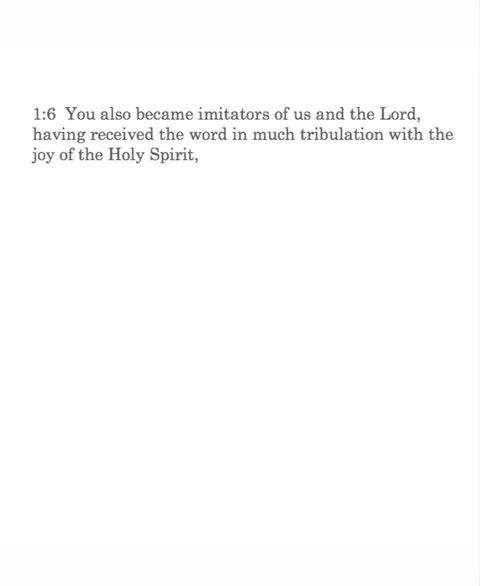 1:6 You also became imitators of us and the Lord,
having received the word in much tribulation with the
joy of the Holy Spirit,